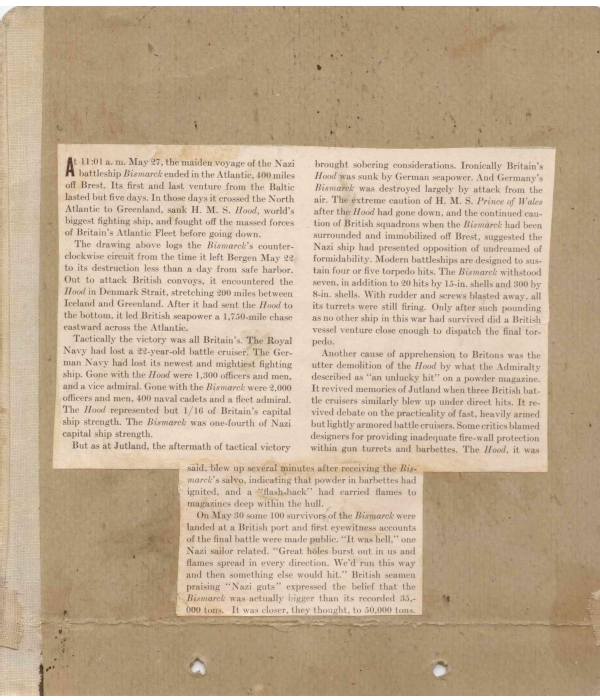 At 11:01 a. m. May 27, the maiden voyage of the Nazi
battleship Bismarck ended in the Atlantic, 400 miles
off Brest. Its first and last venture from the Baltic
lasted but five days. In those days it crossed the North
Atlantic to Greenland, sank H. M. S. Hood, world's
biggest fighting ship, and fought off the massed forces
of Britain's Atlantic Fleet before going down.
The drawing above logs the Bismarck's counter-
clockwise circuit from the time it left Bergen May 22
to its destruction less than a day from safe harbor.
Out to attack British convoys, it encountered the
Hood in Denmark Strait, stretching 200 miles between
Iceland and Greenland. After it had sent the Hood to
the bottom, it led British seapower a 1,750-mile chase
eastward across the Atlantic.
Tactically the victory was all Britain's. The Royal
Navy had lost a 22-year-old battle cruiser. The Ger-
man Navy had lost its newest and mightiest fighting
ship. Gone with the Hood were 1,300 officers and men,
and a vice admiral. Gone with the Bismarck were 2,000
officers and men, 400 naval cadets and a fleet admiral.
The Hood represented but 1/16 of Britain's capital
ship strength. The Bismarck was one-fourth of Nazi
capital ship strength.
But as at Jutland, the aftermath of tactical victory
brought sobering considerations. Ironically Britain's
Hood was sunk by German seapower. And Germany's
Bismarck was destroyed largely by attack from the
air. The extreme caution of H. M. S. Prince of Wales
after the Hood had gone down, and the continued cau-
tion of British squadrons when the Bismarck had been
surrounded and immobilized off Brest, suggested the
Nazi ship had presented opposition of undreamed of
formidability. Modern battleships are designed to sus-
tain four or five torpedo hits. The Bismarck withstood
seven, in addition to 20 hits by 15-in. shells and 300 by
8-in. shells. With rudder and screws blasted away, all
its turrets were still firing. Only after such pounding
as no other ship in this war had survived did a British
vessel venture close enough to dispatch the final tor-
pedo.
Another cause of apprehension to Britons was the
utter demolition of the Hood by what the Admiralty
described as "an unlucky hit" on a powder magazine.
It revived memories of Jutland when three British bat-
tle cruisers similarly blew up under direct hits. It re-
vived debate on the practicality of fast, heavily armed
but lightly armored battle cruisers. Some critics blamed
designers for providing inadequate fire-wall protection
within gun turrets and barbettes. The Hood, it was
said, blew up several minutes after receiving the Bis-
marck's salvo, indicating that powder in barbettes had
ignited, and a "flash-back" had carried flames to
magazines deep within the hull.
On May 30 some 100 survivors of the Bismarck were
landed at a British port and first eyewitness accounts
of the final battle were made public. "It was hell," one
Nazi sailor related. "Great holes burst out in us and
flames spread in every direction. We'd run this way
and then something else would hit." British seamen
praising "Nazi guts" expressed the belief that the
Bismarck was actually bigger than its recorded 35,-
000 tons. It was closer, they thought, to 50,000 tons.